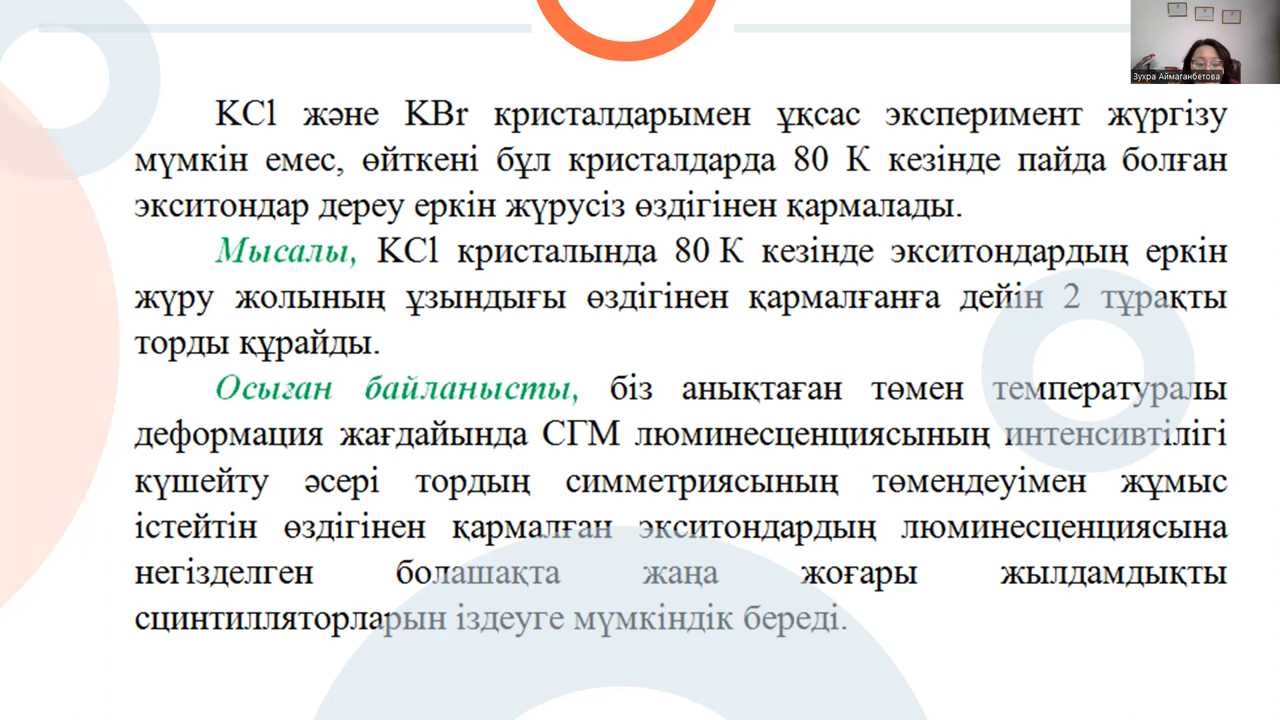 Зухра Аймаганбетова
KCl және KBr кристалдарымен ұқсас эксперимент жүргізу
мүмкін емес, өйткені бұл кристалдарда 80 К кезінде пайда болған
экситондар дереу еркін жүрусіз өздігінен қармалады.
Мысалы, KCl кристалында 80 К кезінде экситондардың еркін
жүру жолының ұзындығы өздігінен қармалғанға дейін 2 тұрақты
торды құрайды.
Осыған байланысты, біз анықтаған төмен температуралы
деформация жағдайында СГМ люминесценциясының интенсивтілігі
күшейту әсері тордың симметриясының төмендеуімен жұмыс
істейтін өздігінен қармалған экситондардың люминесценциясына
негізделген болашақта жаңа жоғары жылдамдықты
сцинтилляторларын іздеуге мүмкіндік береді.